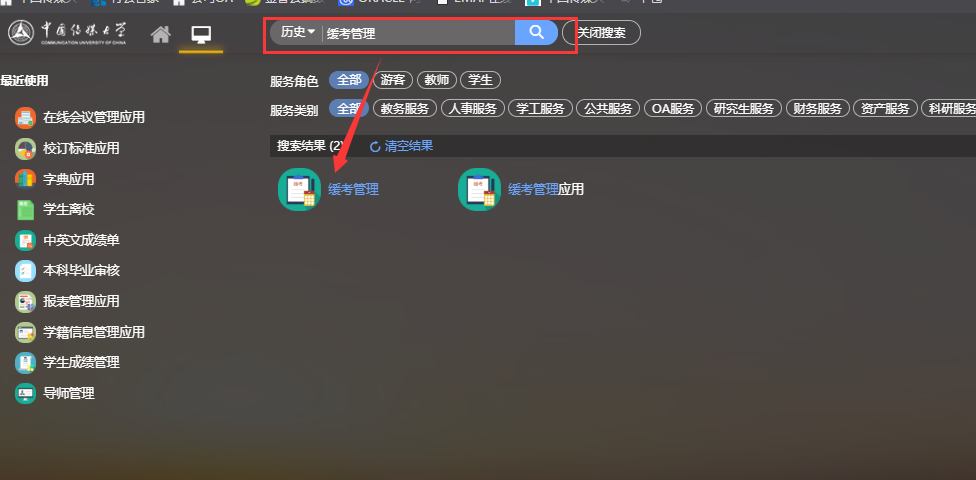 中国传媒大学
COMMUNICATION UNIVERSITY OF CHINA
历史
缓考管理
关闭搜索
最近使用
在线会议管理应用
校订标准应用
字典应用
学生离校
中英文成绩单
本科毕业审核
报表管理应用
学籍信息管理应用
学生成绩管理
导师管理
服务角色 全部 游客 教师 学生
服务类别 全部 教务服务 人事服务 学工服务 公共服务 OA服务 研究生服务 财务服务 资产服务 科研服务
搜索结果 (2) 清空结果
缓考
缓考管理
缓考
缓考管理应用